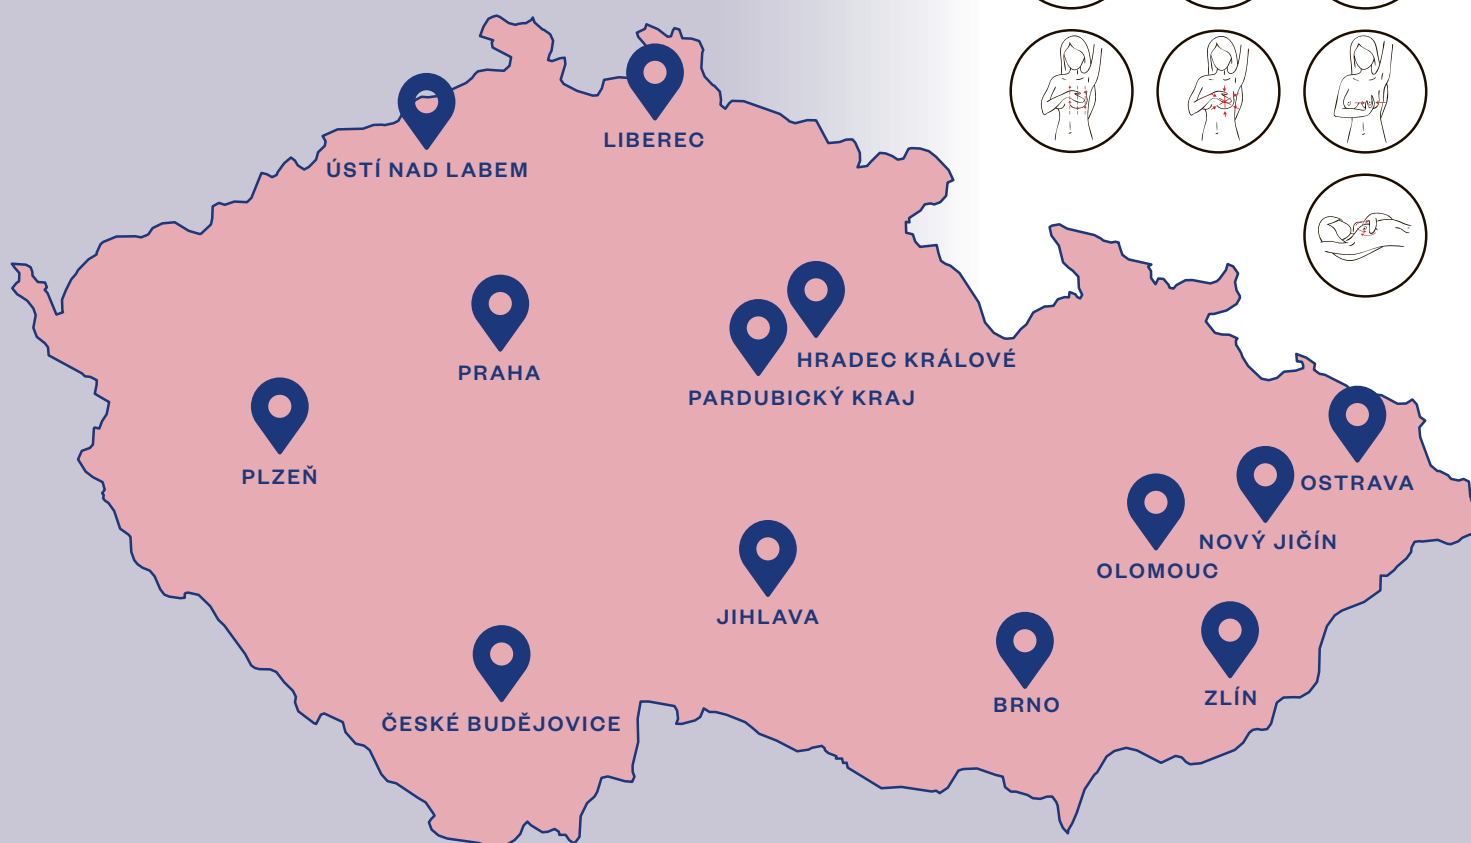 LIBEREC
ÚSTÍ NAD LABEM
HRADEC KRÁLOVÉ
PRAHA
PARDUBICKÝ KRAJ
PLZEŇ
OSTRAVA
NOVÝ JIČÍN
OLOMOUC
JIHLAVA
ZLÍN
BRNO
ČESKÉ BUDĚJOVICE